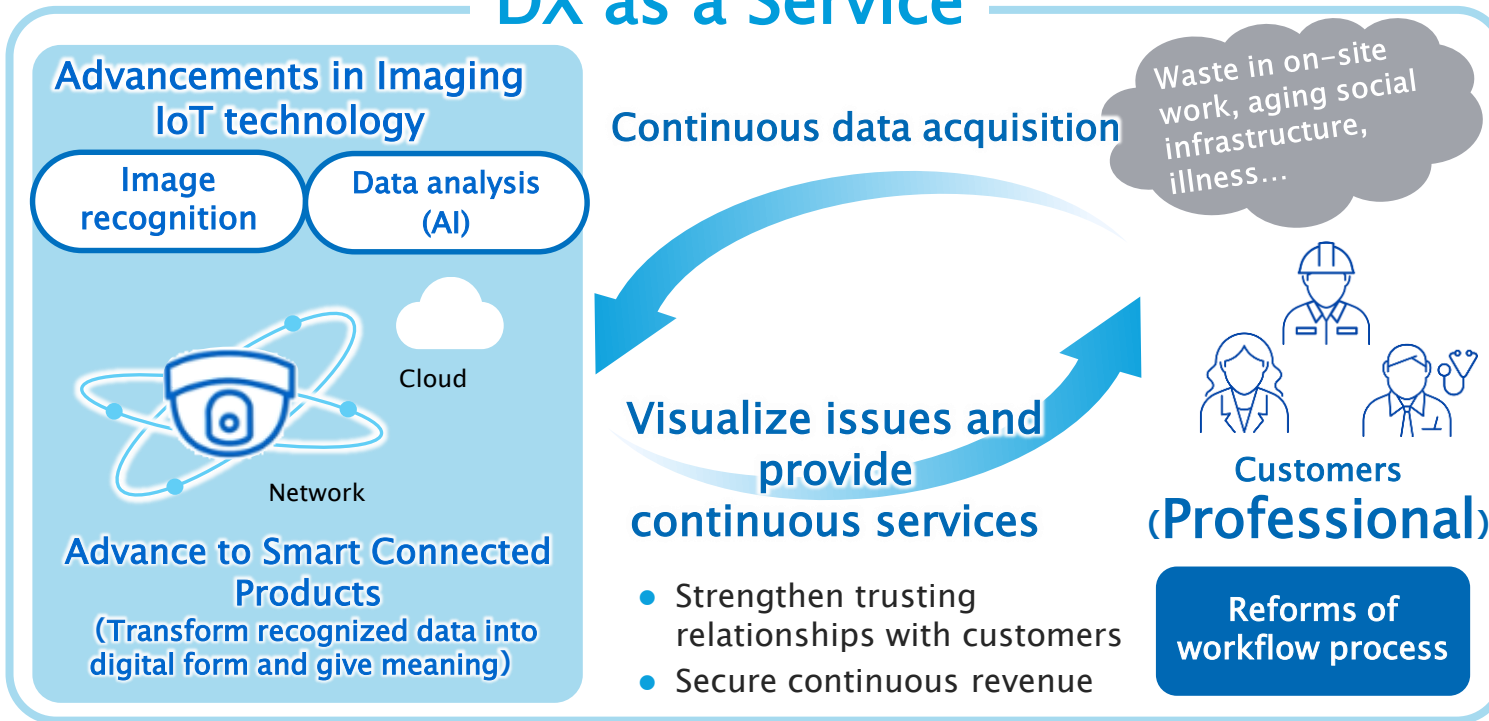 DX as a Service
Advancements in Imaging
IoT technology
Image
recognition
Data analysis
(AI)
Cloud
Network
Advance to Smart Connected
Products
(Transform recognized data into
digital form and give meaning)
Continuous data acquisition
Visualize issues and
provide
continuous services
● Strengthen trusting
relationships with customers
● Secure continuous revenue
Waste in on-site
work, aging social
infrastructure,
illness...
Customers
(Professional)
Reforms of
workflow process